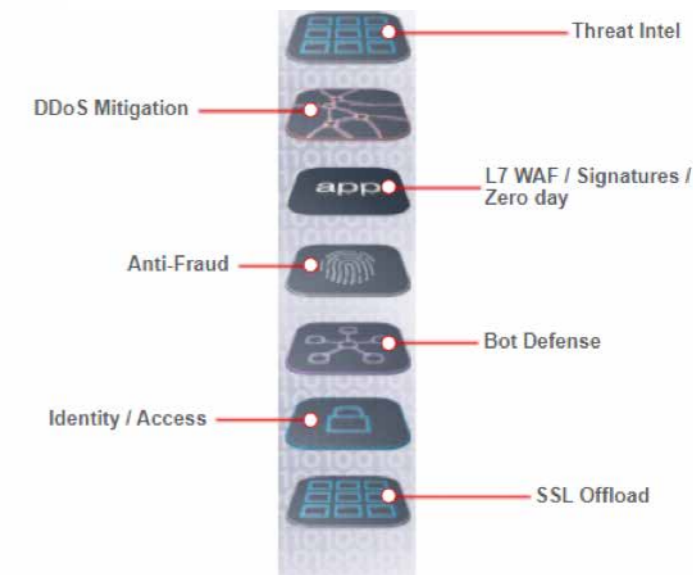 Threat Intel
DDoS Mitigation
L7 WAF / Signatures /
Zero day
app
Anti-Fraud
Bot Defense
Identity / Access
SSL Offload